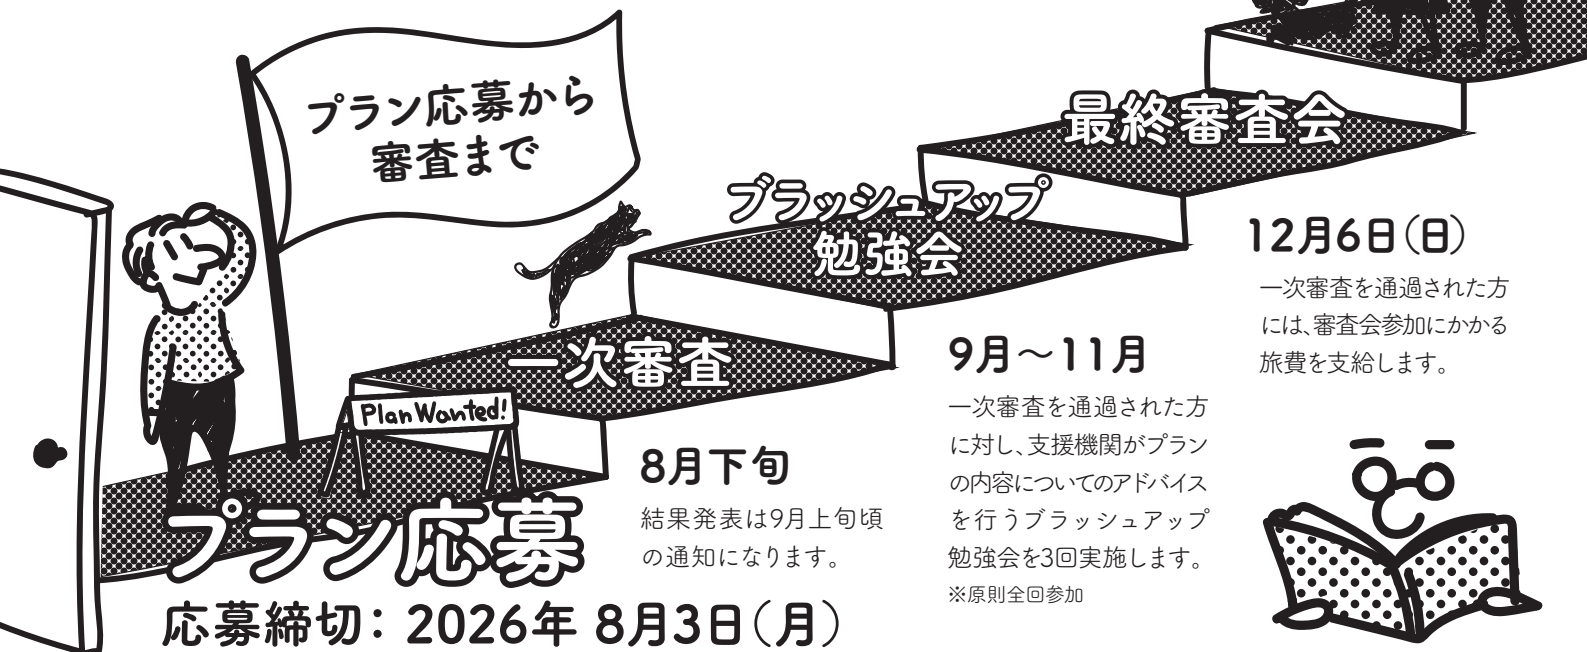 プラン応募から
審査まで
Plan Wanted!
プラン応募
応募締切：2026年 8月3日（月）
一次審査
8月下旬
結果発表は9月上旬頃
の通知になります。
ブラッシュアップ
勉強会
9月～11月
一次審査を通過された方
に対し、支援機関がプラン
の内容についてのアドバイス
を行うブラッシュアップ
勉強会を3回実施します。
※原則全回参加
最終審査会
12月6日（日）
一次審査を通過された方
には、審査会参加にかかる
旅費を支給します。